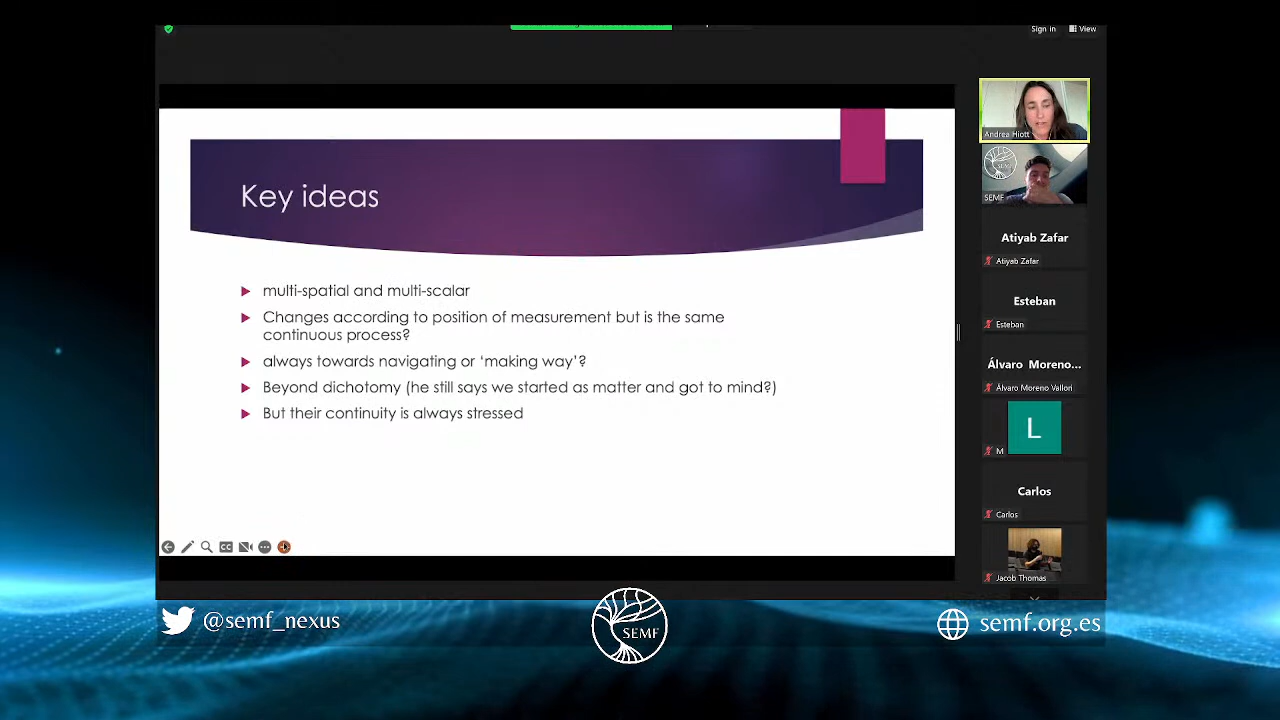 Sign in
View
Key ideas
multi-spatial and multi-scalar
Changes according to position of measurement but is the same
continuous process?
always towards navigating or ‘making way’?
Beyond dichotomy (he still says we started as matter and got to mind?)
But their continuity is always stressed
CC
Andrea Hiott
SEMF
SEMF
Atiyab Zafar
Atiyab Zafar
Esteban
Esteban
Álvaro Moreno...
Álvaro Moreno Vallori
L
M
Carlos
Carlos
Jacob Thomas
@semf_nexus
SEMF
semf.org.es